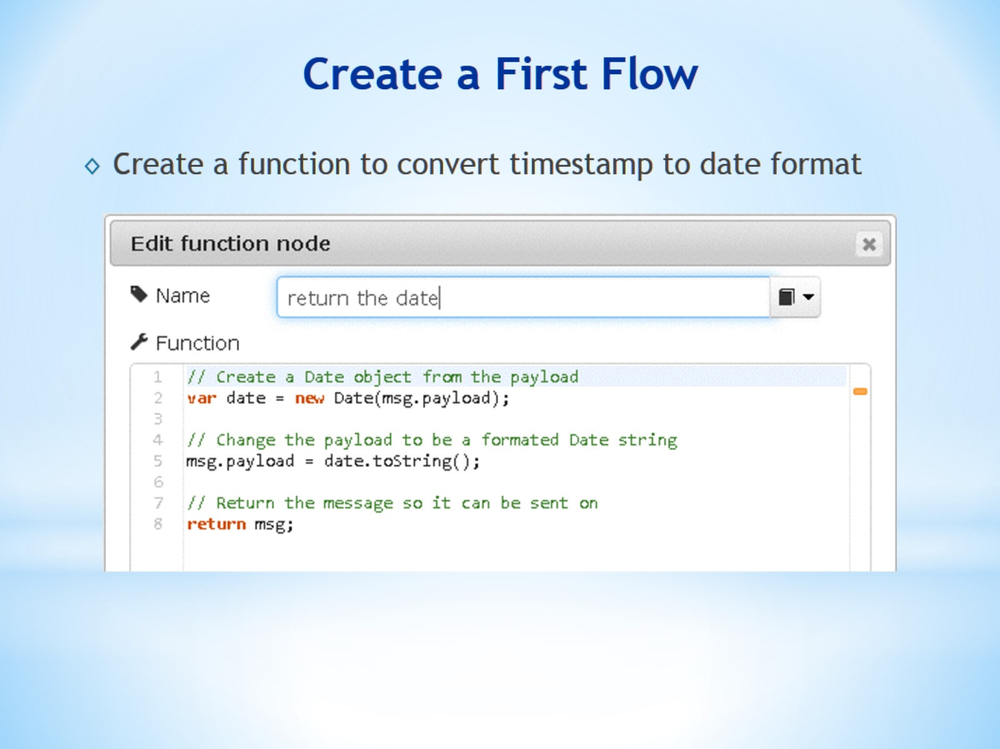 Create a First Flow
◇ Create a function to convert timestamp to date format
Edit function node
Name
return the date
Function
1 // Create a Date object from the payload
2 var date = new Date(msg.payload);
3
4 // Change the payload to be a formated Date string
5 msg.payload = date.toString();
6
7 // Return the message so it can be sent on
8 return msg;